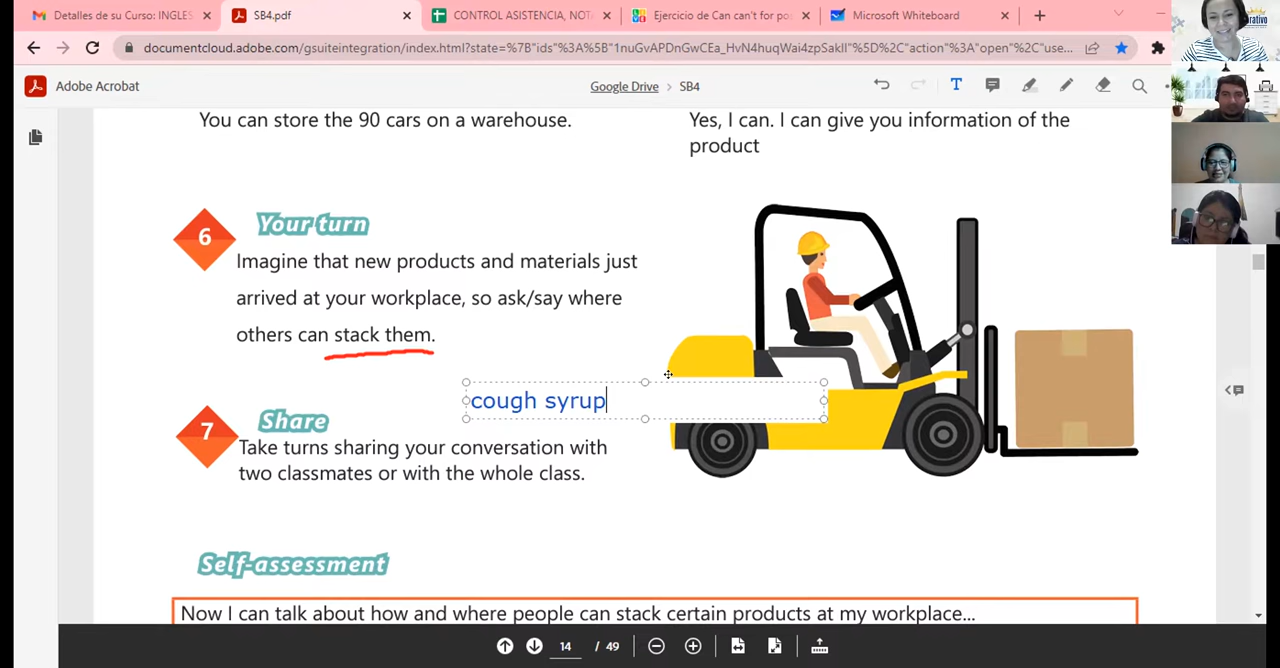 Detalles de su Curso: INGLES
SB4.pdf
CONTROL ASISTENCIA, NOT
Ejercicio de Can can't for po
Microsoft Whiteboard
documentcloud.adobe.com/gsuiteintegration/index.html?state=%7B"ids"%3A%5B"1nuGvAPDnGwCEa_HvN4huqWai4zpSakIl"%5D%2C"action"%3A"open"%2C"use...
Adobe Acrobat
Google Drive > SB4
You can store the 90 cars on a warehouse.
Yes, I can. I can give you information of the
product
6
Your turn
Imagine that new products and materials just
arrived at your workplace, so ask/say where
others can stack them.
cough syrup
7
Share
Take turns sharing your conversation with
two classmates or with the whole class.
Self-assessment
Now I can talk about how and where people can stack certain products at my workplace...
14 / 49